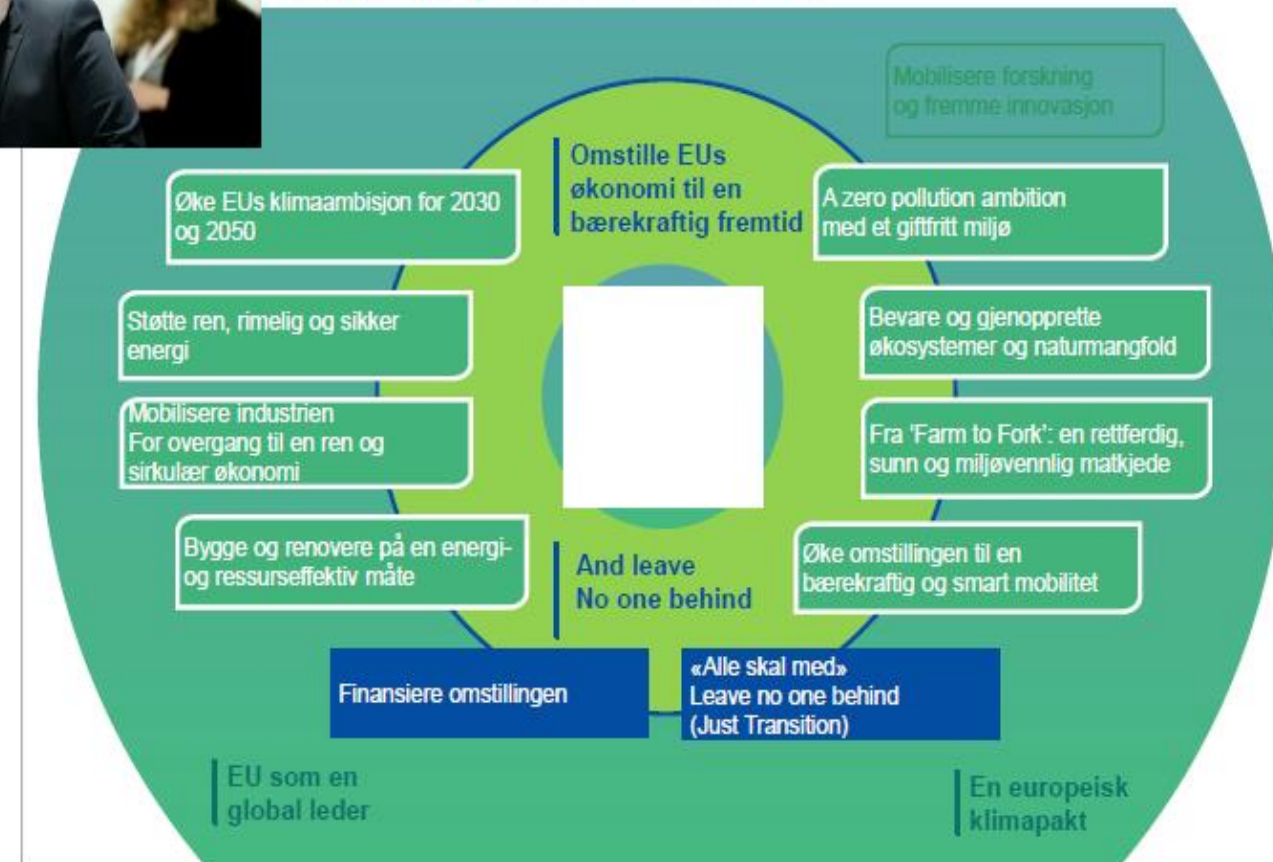 Mobilisere forskning
og fremme innovasjon
Omstille EUs
økonomi til en
bærekraftig fremtid
Øke EUs klimaambisjon for 2030
og 2050
A zero pollution ambition
med et giftfritt miljø
Støtte ren, rimelig og sikker
energi
Bevare og gjenopprette
økosystemer og naturmangfold
Mobilisere industrien
For overgang til en ren og
sirkulær økonomi
Fra 'Farm to Fork': en rettferdig,
sunn og miljøvennlig matkjede
Bygge og renovere på en energi-
og ressurseffektiv måte
Øke omstillingen til en
bærekraftig og smart mobilitet
And leave
No one behind
Finansiere omstillingen
«Alle skal med»
Leave no one behind
(Just Transition)
EU som en
global leder
En europeisk
klimapakt